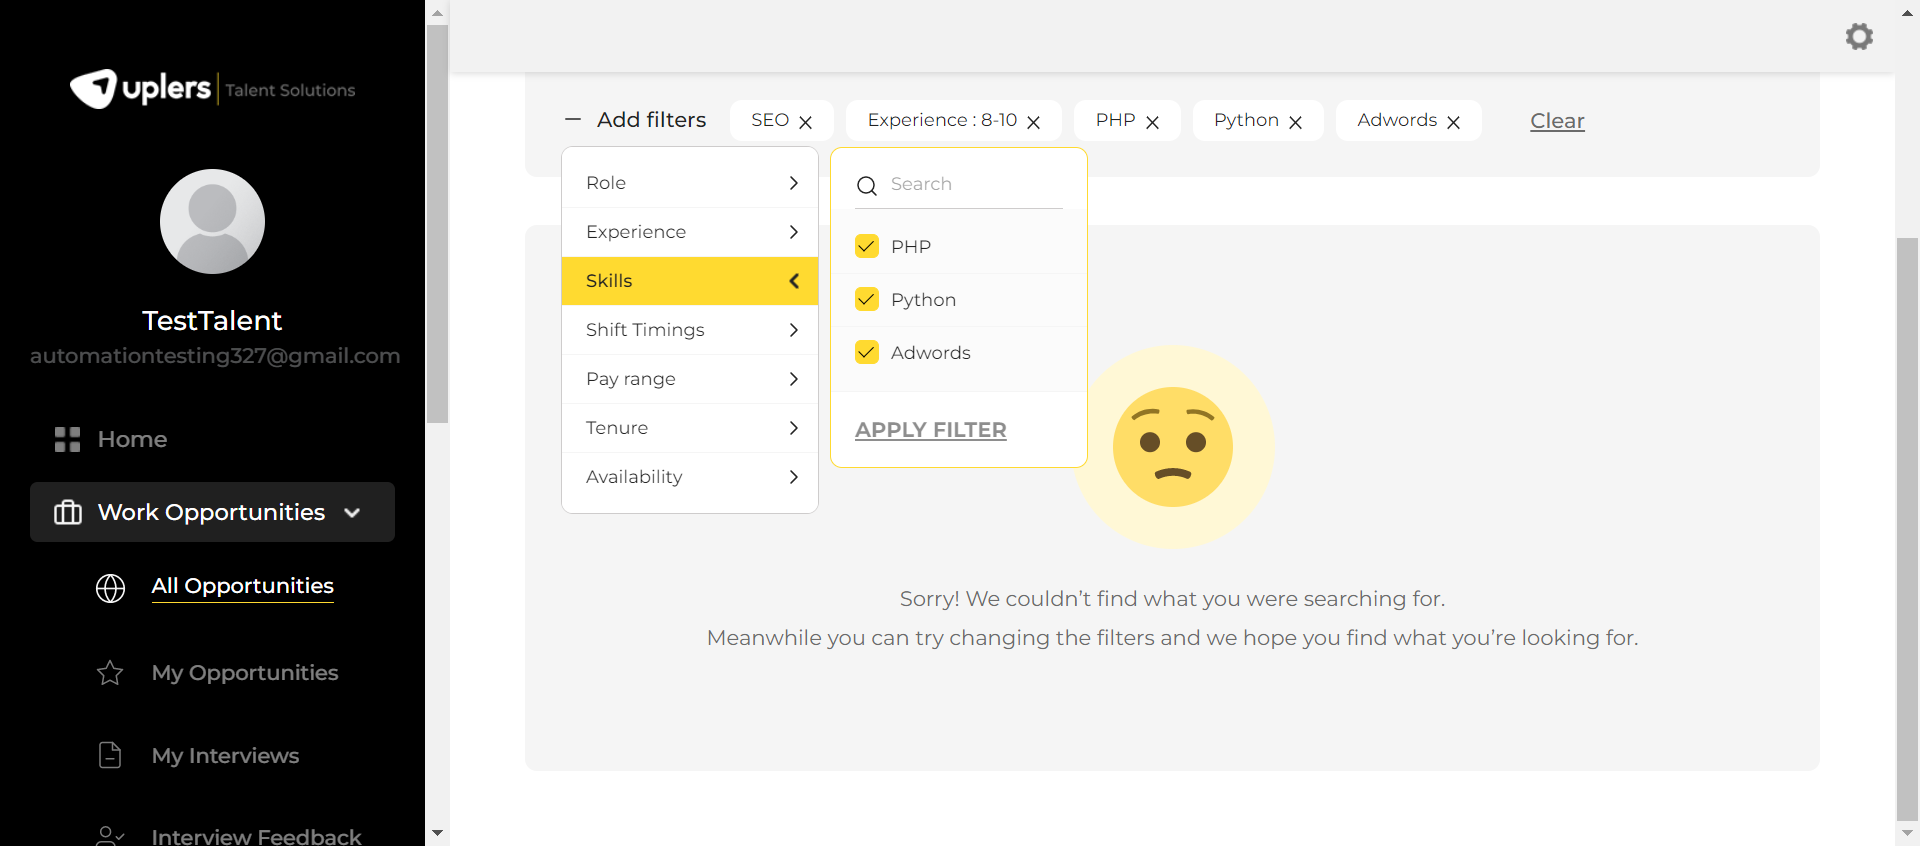 uplers Talent Solutions
TestTalent
automationtesting327@gmail.com
Home
Work Opportunities
All Opportunities
My Opportunities
My Interviews
Interview Feedback
Add filters SEO Experience : 8-10 PHP Python Adwords Clear
Role
Experience
Skills
Shift Timings
Pay range
Tenure
Availability
Search
PHP
Python
Adwords
APPLY FILTER
Sorry! We couldn’t find what you were searching for.
Meanwhile you can try changing the filters and we hope you find what you’re looking for.